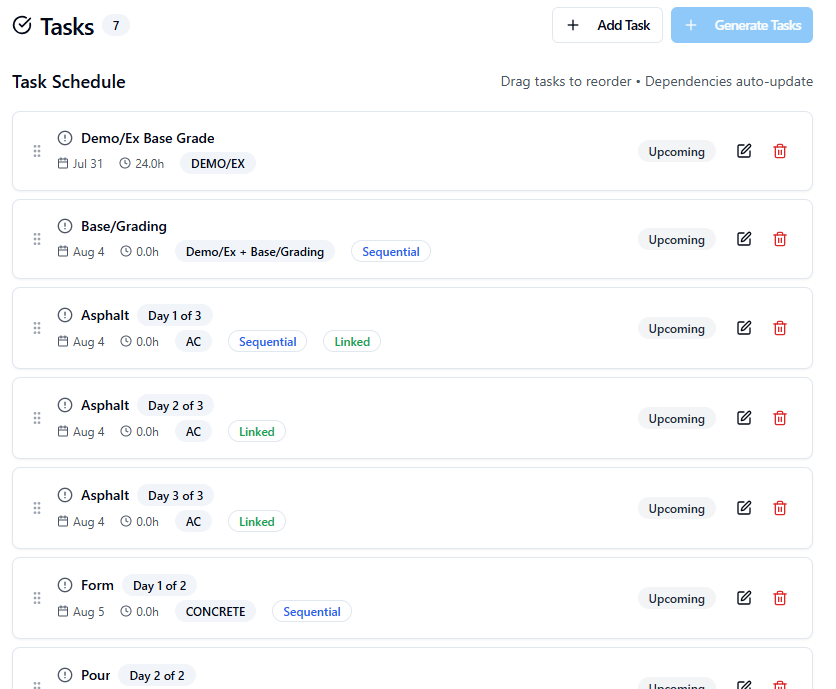 Tasks 7 Add Task Generate Tasks
Task Schedule Drag tasks to reorder • Dependencies auto-update
Demo/Ex Base Grade
Jul 31 24.0h DEMO/EX Upcoming
Base/Grading
Aug 4 0.0h Demo/Ex + Base/Grading Sequential Upcoming
Asphalt Day 1 of 3
Aug 4 0.0h AC Sequential Linked Upcoming
Asphalt Day 2 of 3
Aug 4 0.0h AC Linked Upcoming
Asphalt Day 3 of 3
Aug 4 0.0h AC Linked Upcoming
Form Day 1 of 2
Aug 5 0.0h CONCRETE Sequential Upcoming
Pour Day 2 of 2
Upcoming